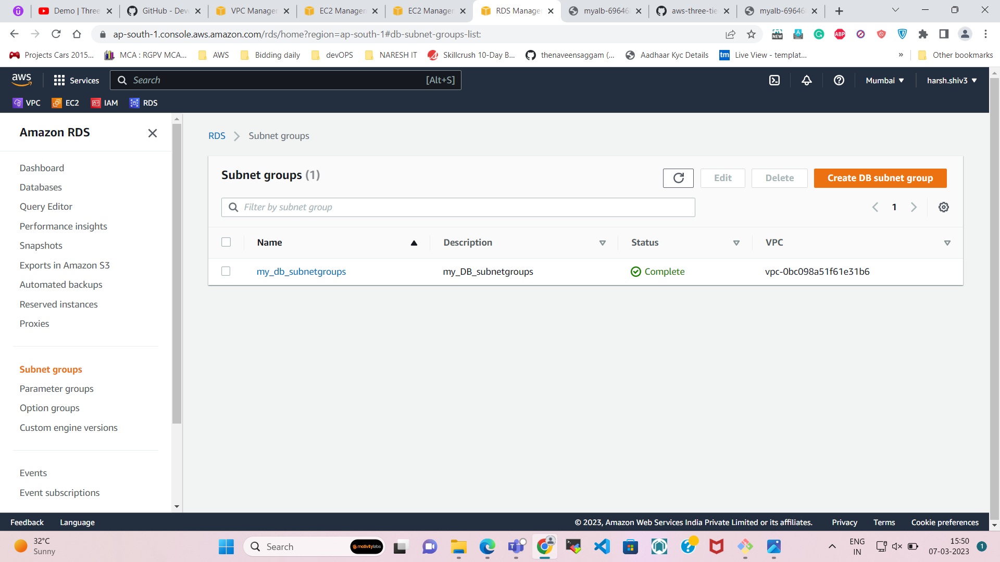 Demo | Three
GitHub - Deve
VPC Manager
EC2 Managem
EC2 Managem
RDS Manage
myalb-69646
aws-three-tie
myalb-69646
ap-south-1.console.aws.amazon.com/rds/home?region=ap-south-1#db-subnet-groups-list:
NEW
ABP
Projects Cars 2015...
MCA : RGPV MCA...
AWS
Bidding daily
devOPS
NARESH IT
Skillcrush 10-Day B...
thenaveensaggam (...
Aadhaar Kyc Details
tm
Live View - templat...
»
Other bookmarks
aws
Services
Search
[Alt+S]
Mumbai
harsh.shiv3
VPC
EC2
IAM
RDS
Amazon RDS
Dashboard
Databases
Query Editor
Performance insights
Snapshots
Exports in Amazon S3
Automated backups
Reserved instances
Proxies
Subnet groups
Parameter groups
Option groups
Custom engine versions
Events
Event subscriptions
RDS
Subnet groups
Subnet groups (1)
Edit
Delete
Create DB subnet group
Filter by subnet group
1
Name
Description
Status
VPC
my_db_subnetgroups
my_DB_subnetgroups
Complete
vpc-0bc098a51f61e31b6
Feedback
Language
© 2023, Amazon Web Services India Private Limited or its affiliates.
Privacy
Terms
Cookie preferences
32°C
Sunny
Search
motivitylabs
ENG
IN
15:50
07-03-2023
1